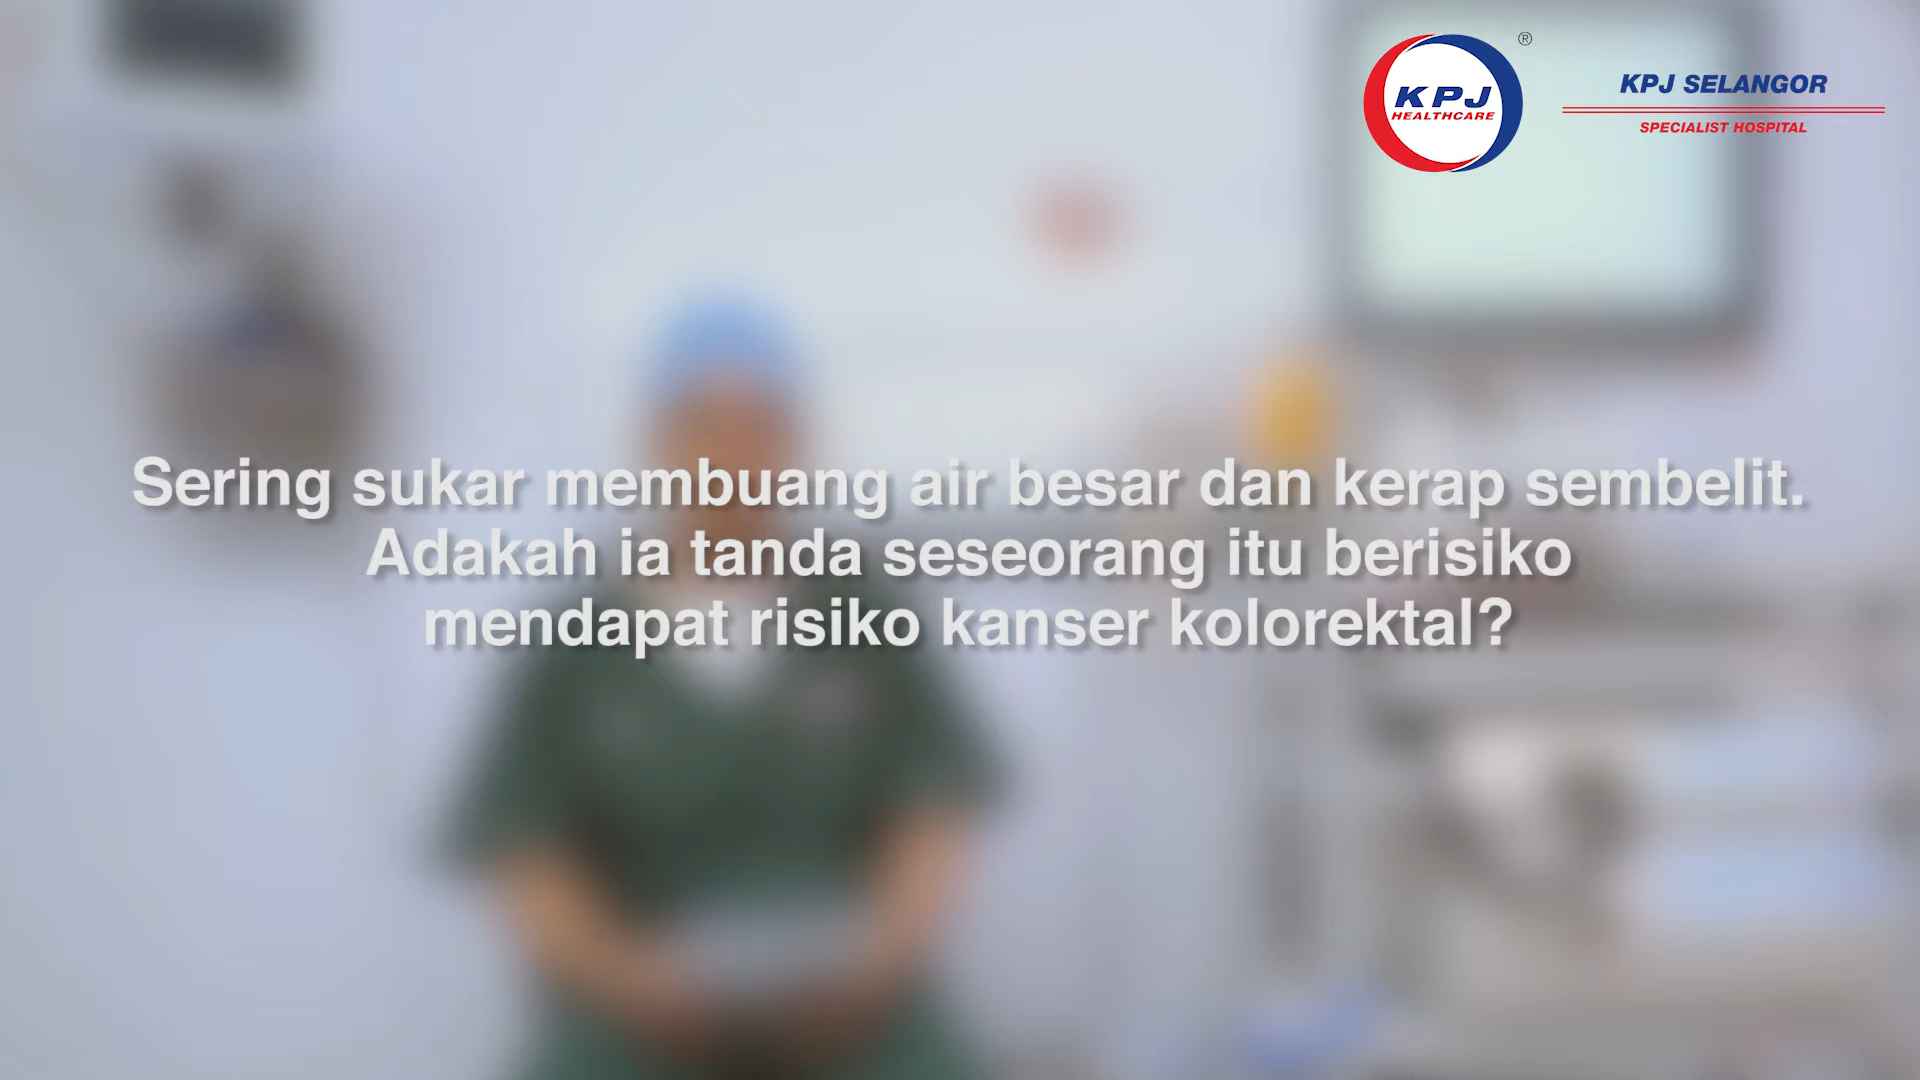 KPJ
HEALTHCARE
®
KPJ SELANGOR
SPECIALIST HOSPITAL
Sering sukar membuang air besar dan kerap sembelit.
Adakah ia tanda seseorang itu berisiko
mendapat risiko kanser kolorektal?